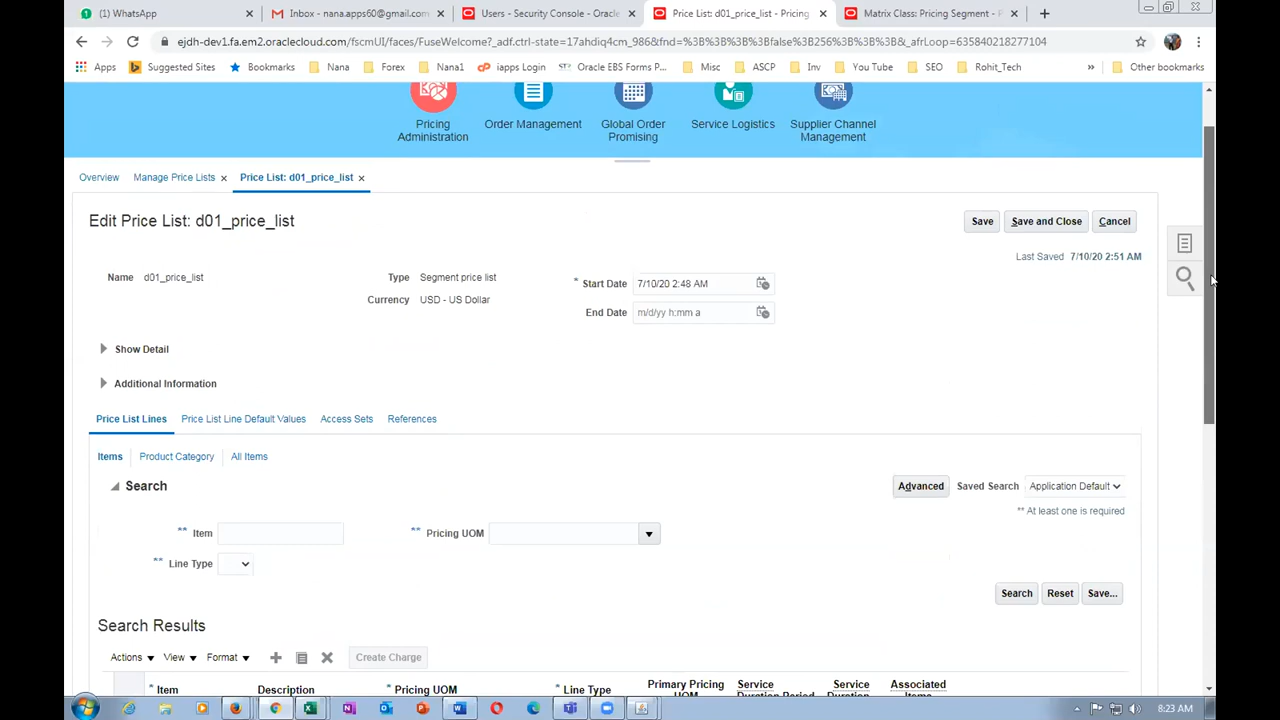 WhatsApp
Inbox - nana.apps60@gmail.com
Users - Security Console - Oracle
Price List: d01_price_list - Pricing
Matrix Class: Pricing Segment - P
ejdh-dev1.fa.em2.oraclecloud.com/fscmUI/faces/FuseWelcome?_adf.ctrl-state=17ahdiq4cm_986&fnd=%3B%3B%3B%3Bfalse%3B256%3B%3B%3B&_afrLoop=635840218277104
Apps Suggested Sites Bookmarks Nana Forex Nana1 iapps Login Oracle EBS Forms P... Misc ASCP Inv You Tube SEO Rohit_Tech » Other bookmarks
Pricing Administration
Order Management
Global Order Promising
Service Logistics
Supplier Channel Management
Overview Manage Price Lists Price List: d01_price_list
Edit Price List: d01_price_list
Save Save and Close Cancel
Last Saved 7/10/20 2:51 AM
Name d01_price_list Type Segment price list * Start Date 7/10/20 2:48 AM
Currency USD - US Dollar End Date m/d/yy h:mm a
Show Detail
Additional Information
Price List Lines Price List Line Default Values Access Sets References
Items Product Category All Items
Search
Advanced Saved Search Application Default
** At least one is required
** Item ** Pricing UOM
** Line Type
Search Reset Save...
Search Results
Actions View Format Create Charge
* Item Description * Pricing UOM * Line Type Primary Pricing UOM Service Duration Period Service Duration Associated Items
8:23 AM